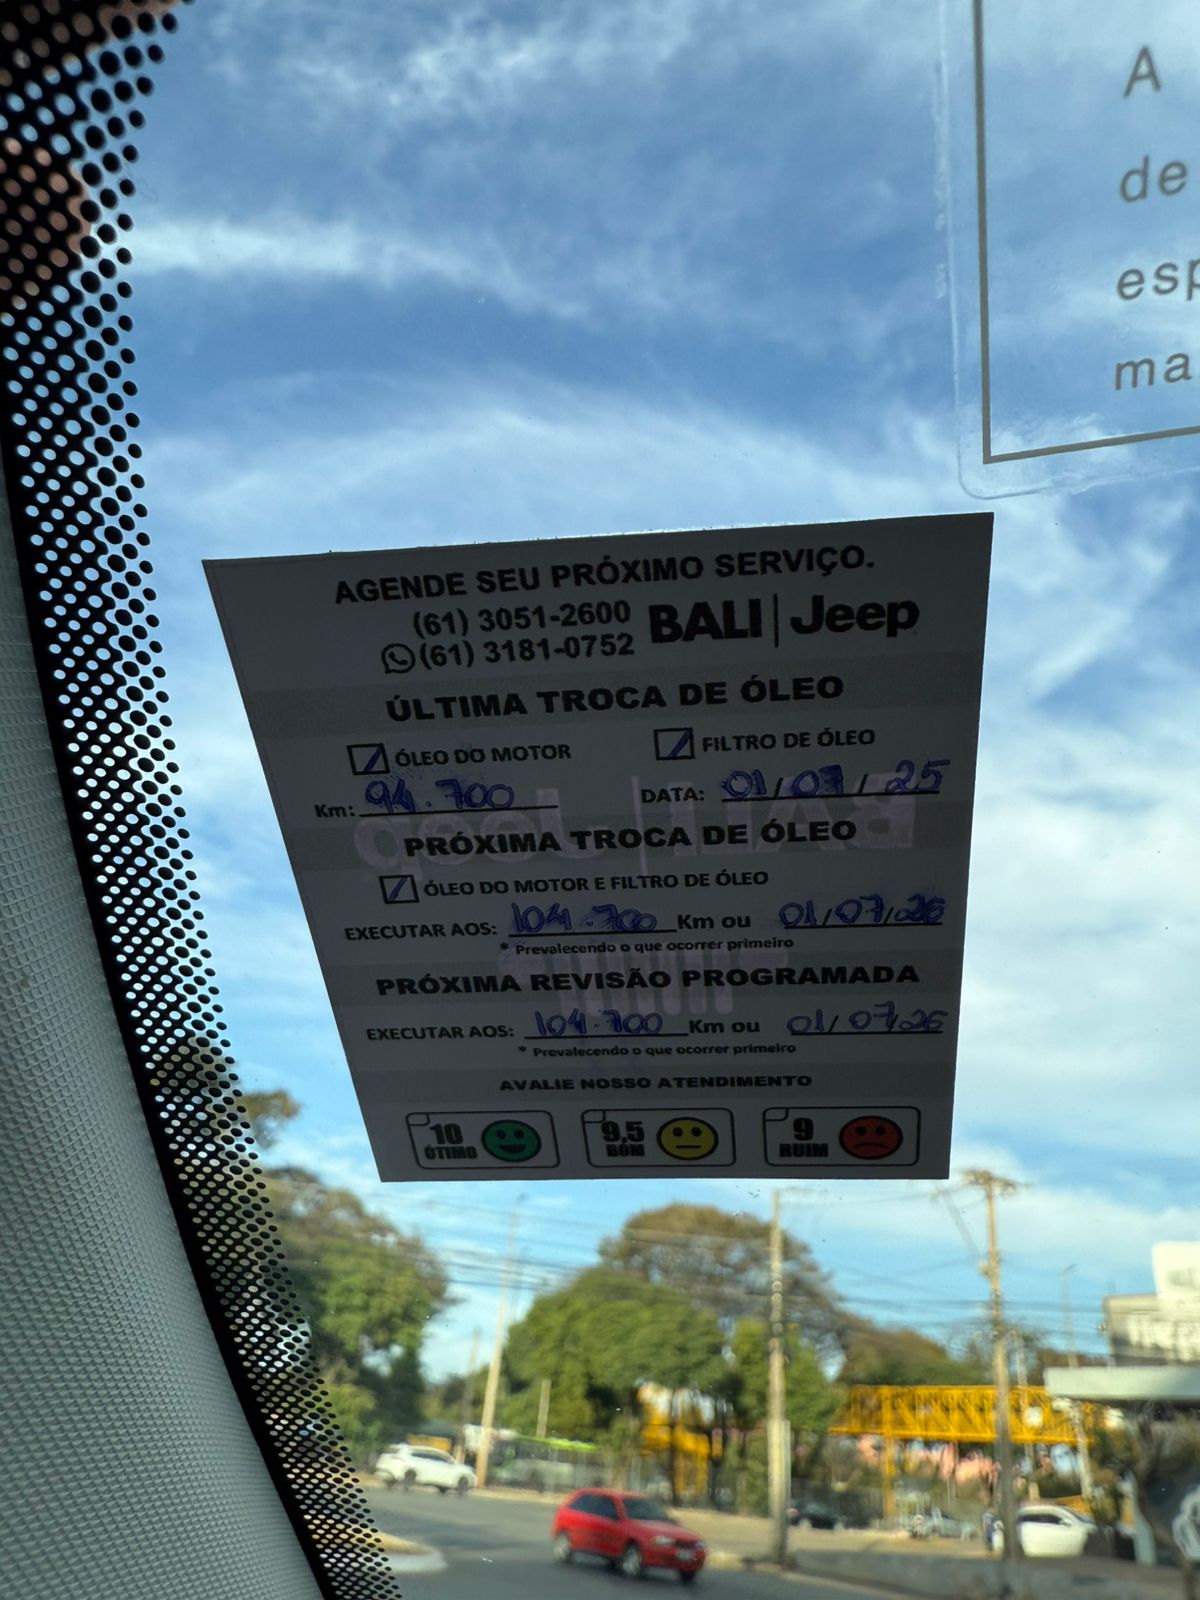 A
de
esp
ma
AGENDE SEU PRÓXIMO SERVIÇO.
(61) 3051-2600 BALI | Jeep
(61) 3181-0752
ÚLTIMA TROCA DE ÓLEO
ÓLEO DO MOTOR FILTRO DE ÓLEO
Km: 94.700 DATA: 01/07/25
PRÓXIMA TROCA DE ÓLEO
ÓLEO DO MOTOR E FILTRO DE ÓLEO
EXECUTAR AOS: 104.700 Km ou 01/07/26
* Prevalecendo o que ocorrer primeiro
PRÓXIMA REVISÃO PROGRAMADA
EXECUTAR AOS: 104.700 Km ou 01/07/26
* Prevalecendo o que ocorrer primeiro
AVALIE NOSSO ATENDIMENTO
10 9,5 9
ÓTIMO BOM RUIM